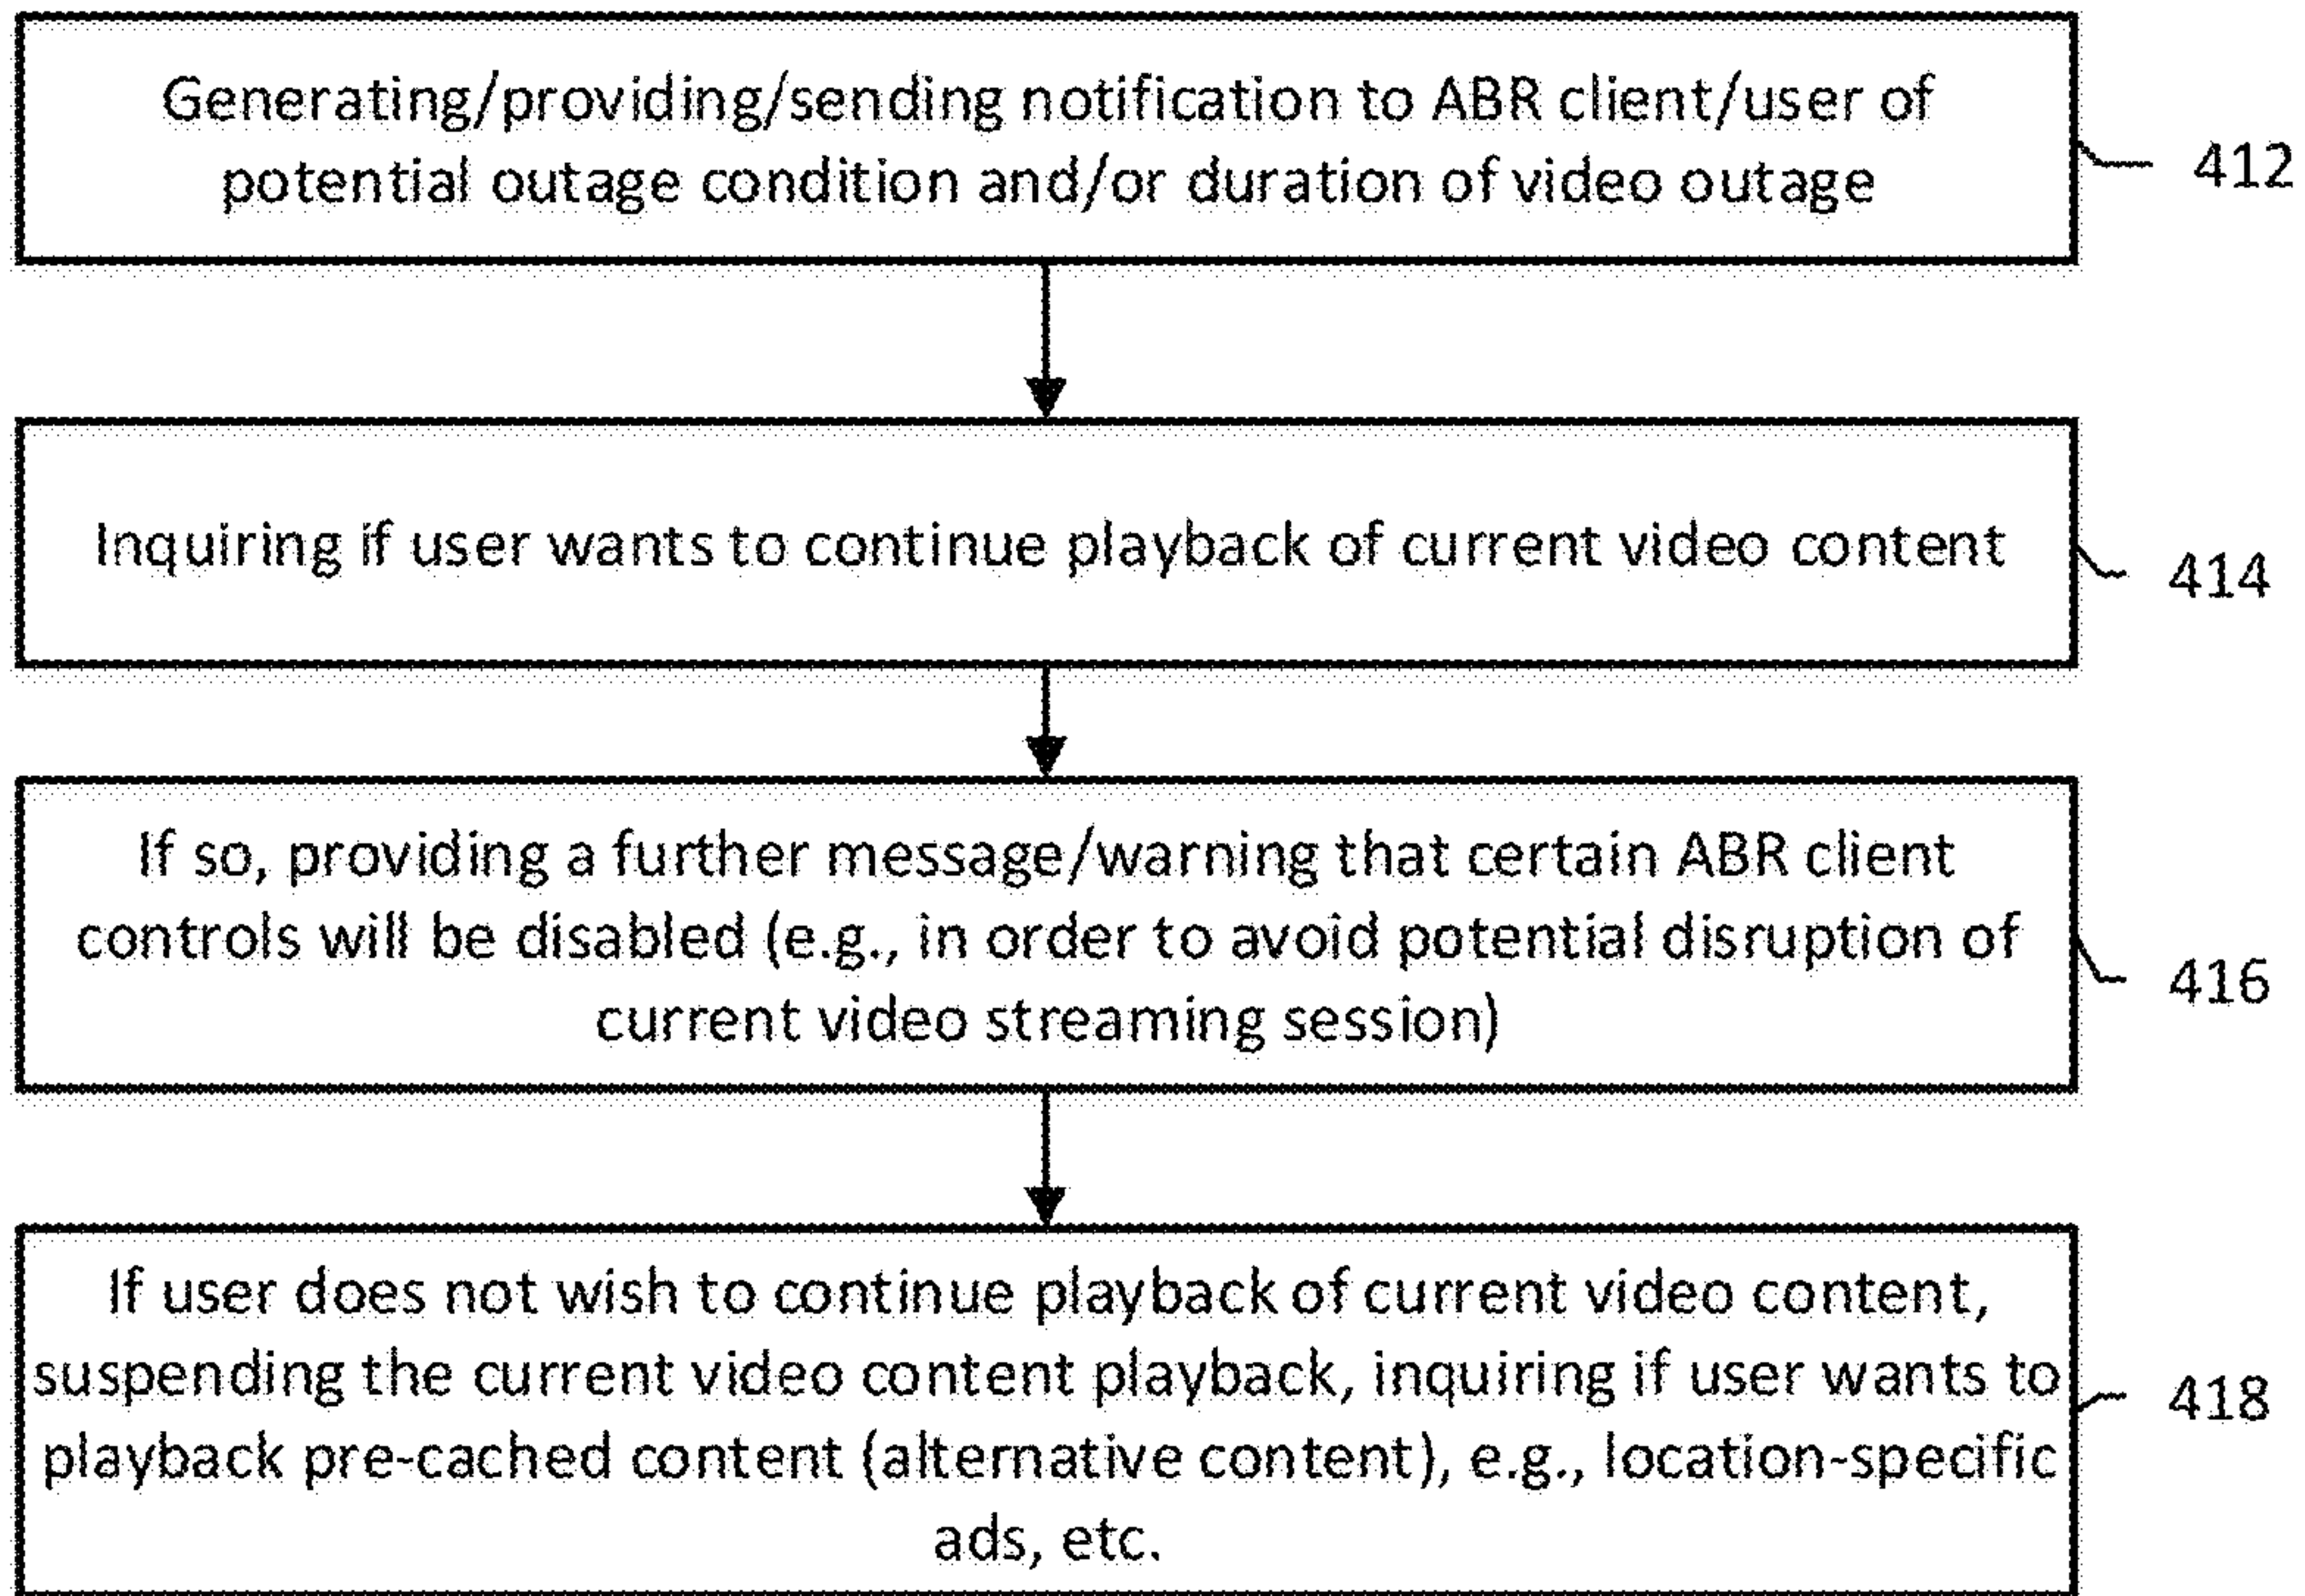 Generating/providing/sending notification to ABR client/user of
potential outage condition and/or duration of video outage
412
Inquiring if user wants to continue playback of current video content
414
If so, providing a further message/warning that certain ABR client
controls will be disabled (e.g., in order to avoid potential disruption of
current video streaming session)
416
If user does not wish to continue playback of current video content,
suspending the current video content playback, inquiring if user wants to
playback pre-cached content (alternative content), e.g., location-specific
ads, etc.
418